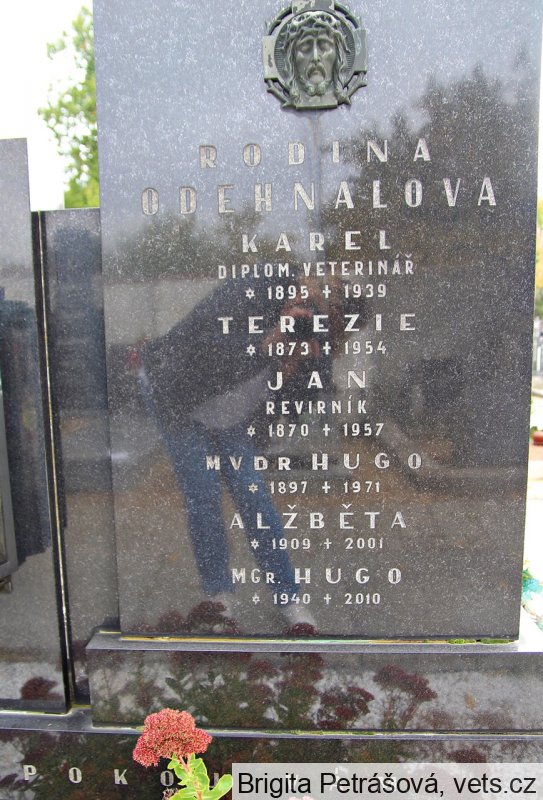 RODINA
ODEHNALOVA
KAREL
DIPLOM. VETERINÁŘ
✡ 1895 ✝ 1939
TEREZIE
✡ 1873 ✝ 1954
JAN
REVIRNÍK
✡ 1870 ✝ 1957
MVDR HUGO
✡ 1897 ✝ 1971
ALŽBĚTA
✡ 1909 ✝ 2001
MGR. HUGO
✡ 1940 ✝ 2010
Brigita Petrášová, vets.cz